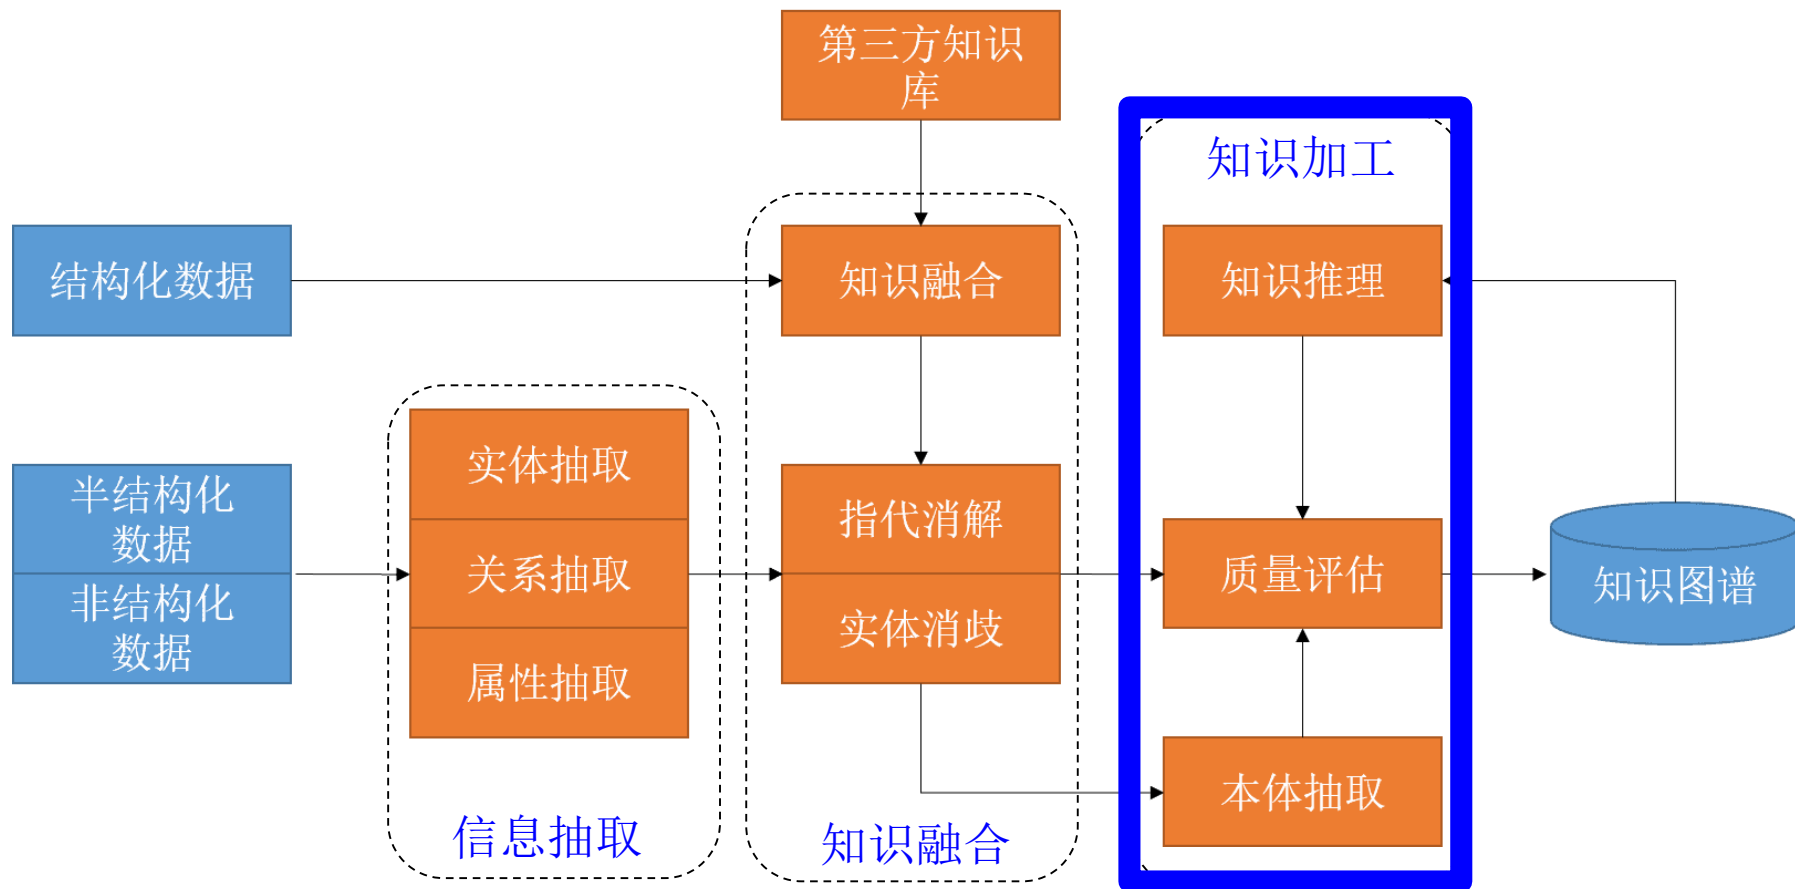 第三方知识
库
知识加工
结构化数据
知识融合
知识推理
实体抽取
半结构化
数据
指代消解
关系抽取
质量评估
知识图谱
非结构化
数据
实体消歧
属性抽取
本体抽取
信息抽取
知识融合